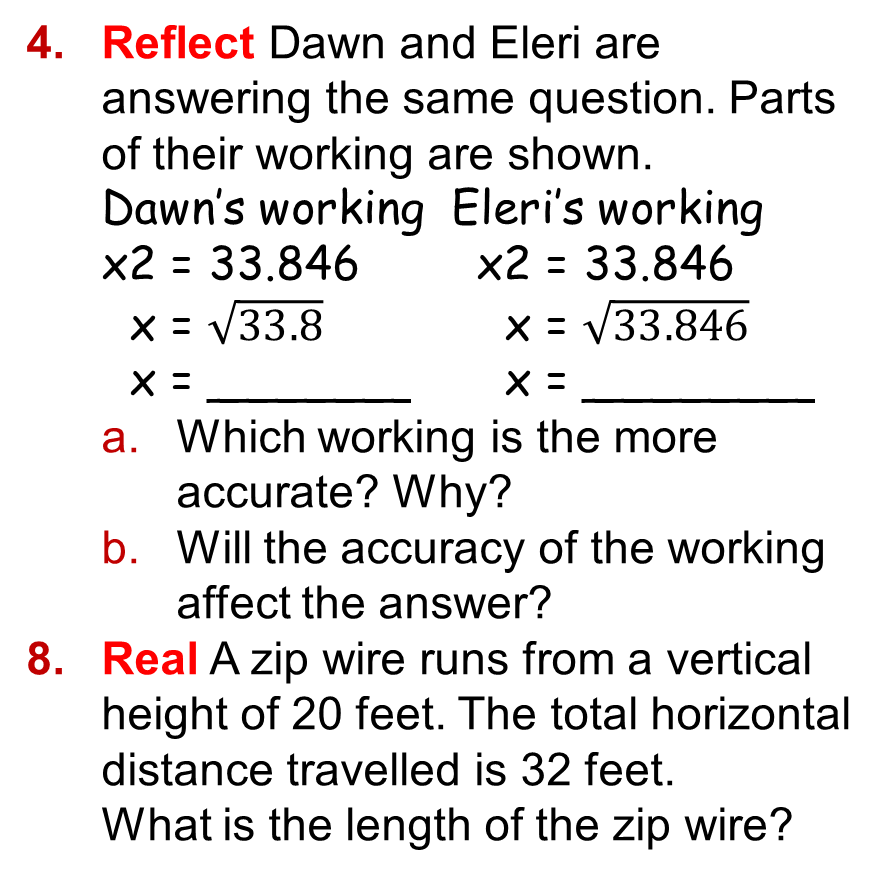 4. Reflect Dawn and Eleri are
answering the same question. Parts
of their working are shown.
Dawn's working Eleri's working
x2 = 33.846 x2 = 33.846
x = √33.8 x = √33.846
x = ________ x = _________
a. Which working is the more
accurate? Why?
b. Will the accuracy of the working
affect the answer?
8. Real A zip wire runs from a vertical
height of 20 feet. The total horizontal
distance travelled is 32 feet.
What is the length of the zip wire?